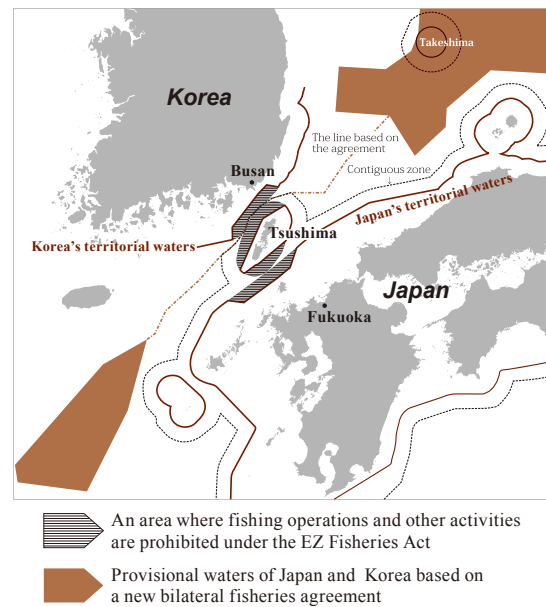 Takeshima
Korea
The line based on
the agreement
Contiguous zone
Busan
Japan's territorial waters
Tsushima
Korea's territorial waters
Japan
Fukuoka
An area where fishing operations and other activities
are prohibited under the EZ Fisheries Act
Provisional waters of Japan and Korea based on
a new bilateral fisheries agreement